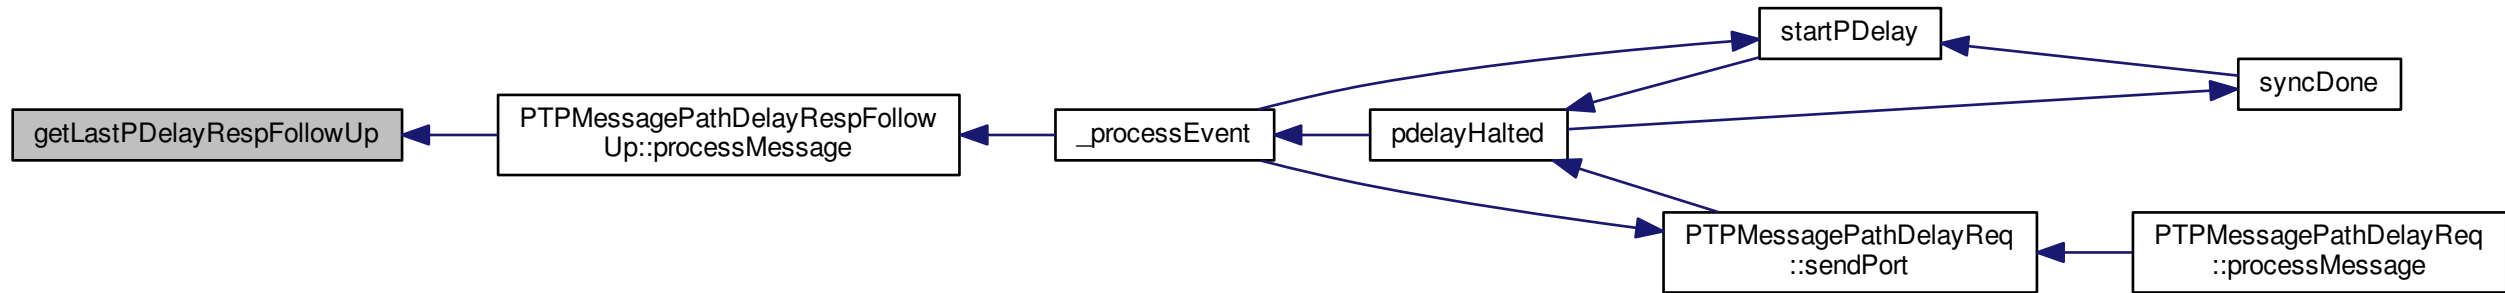 getLastPDelayRespFollowUp
PTPMessagePathDelayRespFollow
Up::processMessage
_processEvent
pdelayHalted
startPDelay
syncDone
PTPMessagePathDelayReq
::sendPort
PTPMessagePathDelayReq
::processMessage